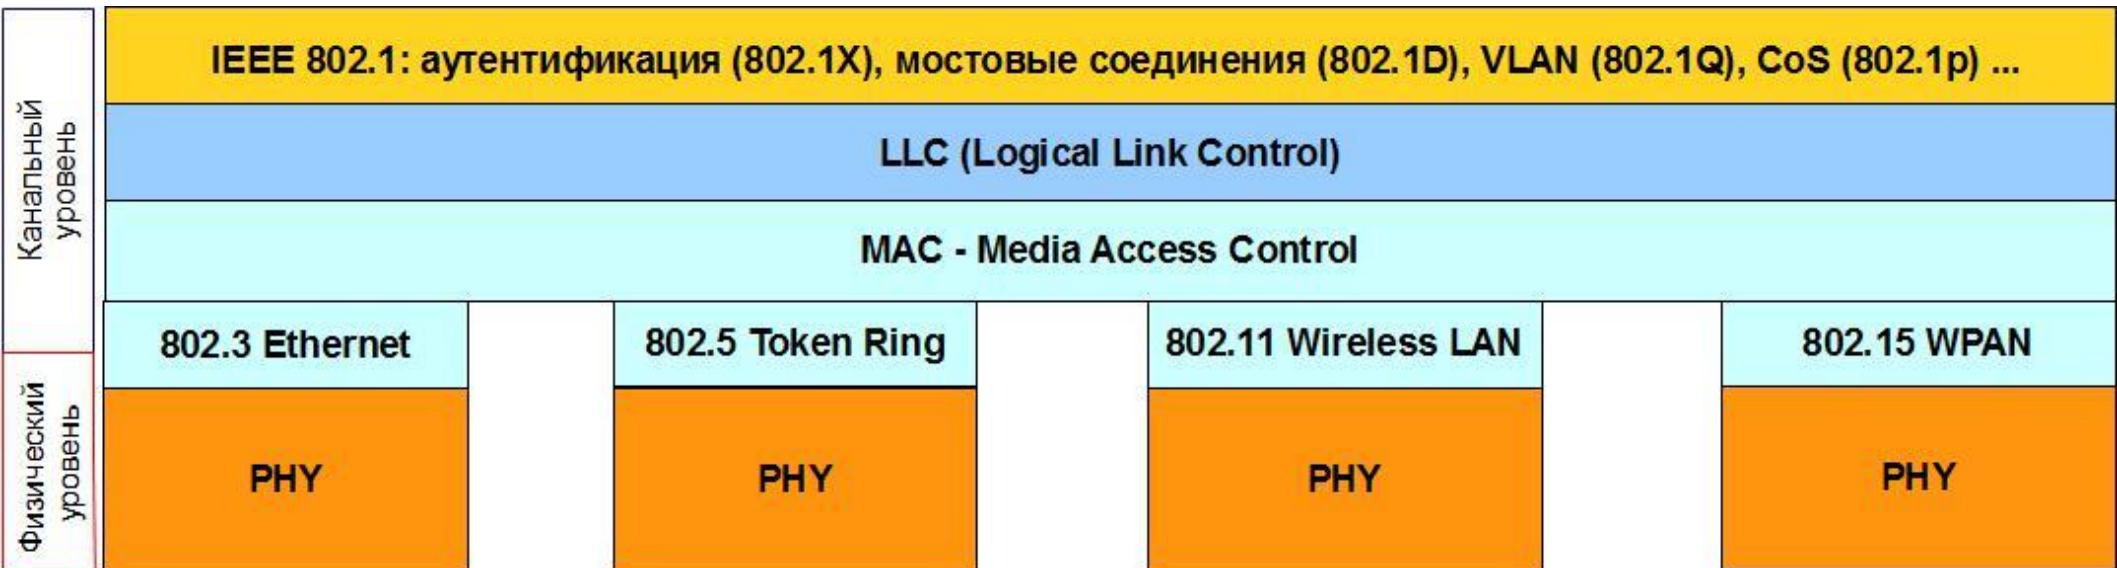 Канальный
уровень
IEEE 802.1: аутентификация (802.1X), мостовые соединения (802.1D), VLAN (802.1Q), CoS (802.1p) ...
LLC (Logical Link Control)
MAC - Media Access Control
802.3 Ethernet
802.5 Token Ring
802.11 Wireless LAN
802.15 WPAN
Физический
уровень
PHY
PHY
PHY
PHY